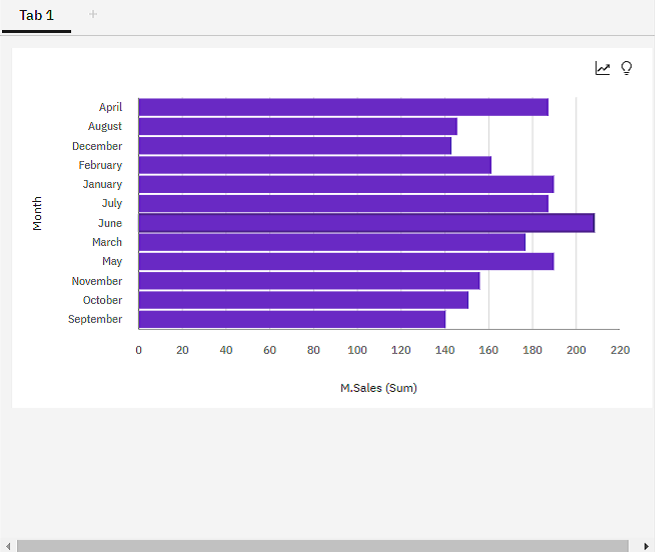 Tab 1 +
April
August
December
February
January
July
June
March
May
November
October
September
Month
0 20 40 60 80 100 120 140 160 180 200 220
M.Sales (Sum)